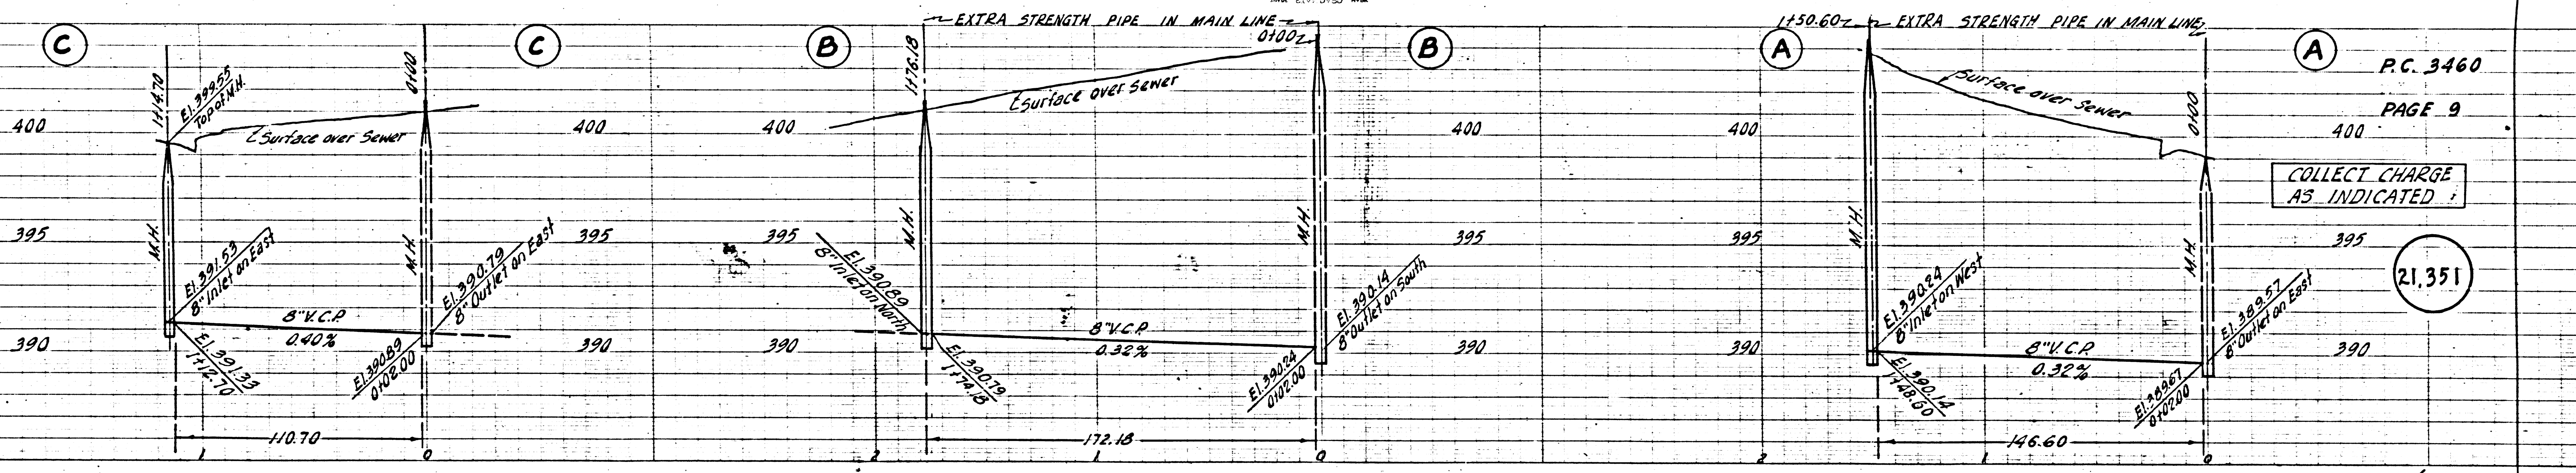 EXTRA STRENGTH PIPE IN MAIN LINE
1+50.60
EXTRA STRENGTH PIPE IN MAIN LINE
0+00
C
C
B
B
A
A
P.C. 3460
PAGE 9
1+14.70
El. 399.55
Top of M.H.
0+00
1+76.18
Surface over Sewer
Surface over Sewer
0+00
400
Surface over Sewer
400
400
400
400
400
COLLECT CHARGE
AS INDICATED
M.H.
M.H.
M.H.
M.H.
M.H.
M.H.
395
395
395
395
395
395
21,351
El. 391.53
8" Inlet on East
El. 390.79
8" Outlet on East
El. 390.89
8" Inlet on North
El. 390.14
8" Outlet on South
El. 390.24
8" Inlet on West
El. 389.57
8" Outlet on East
8" V.C.P.
0.40%
8" V.C.P.
0.32%
8" V.C.P.
0.32%
390
390
390
390
390
390
El. 391.33
1+12.70
El. 390.89
0+02.00
El. 390.79
1+74.18
El. 390.24
0+02.00
El. 390.14
1+48.60
El. 389.67
0+02.00
110.70
172.18
146.60
1
0
2
1
0
2
1
0